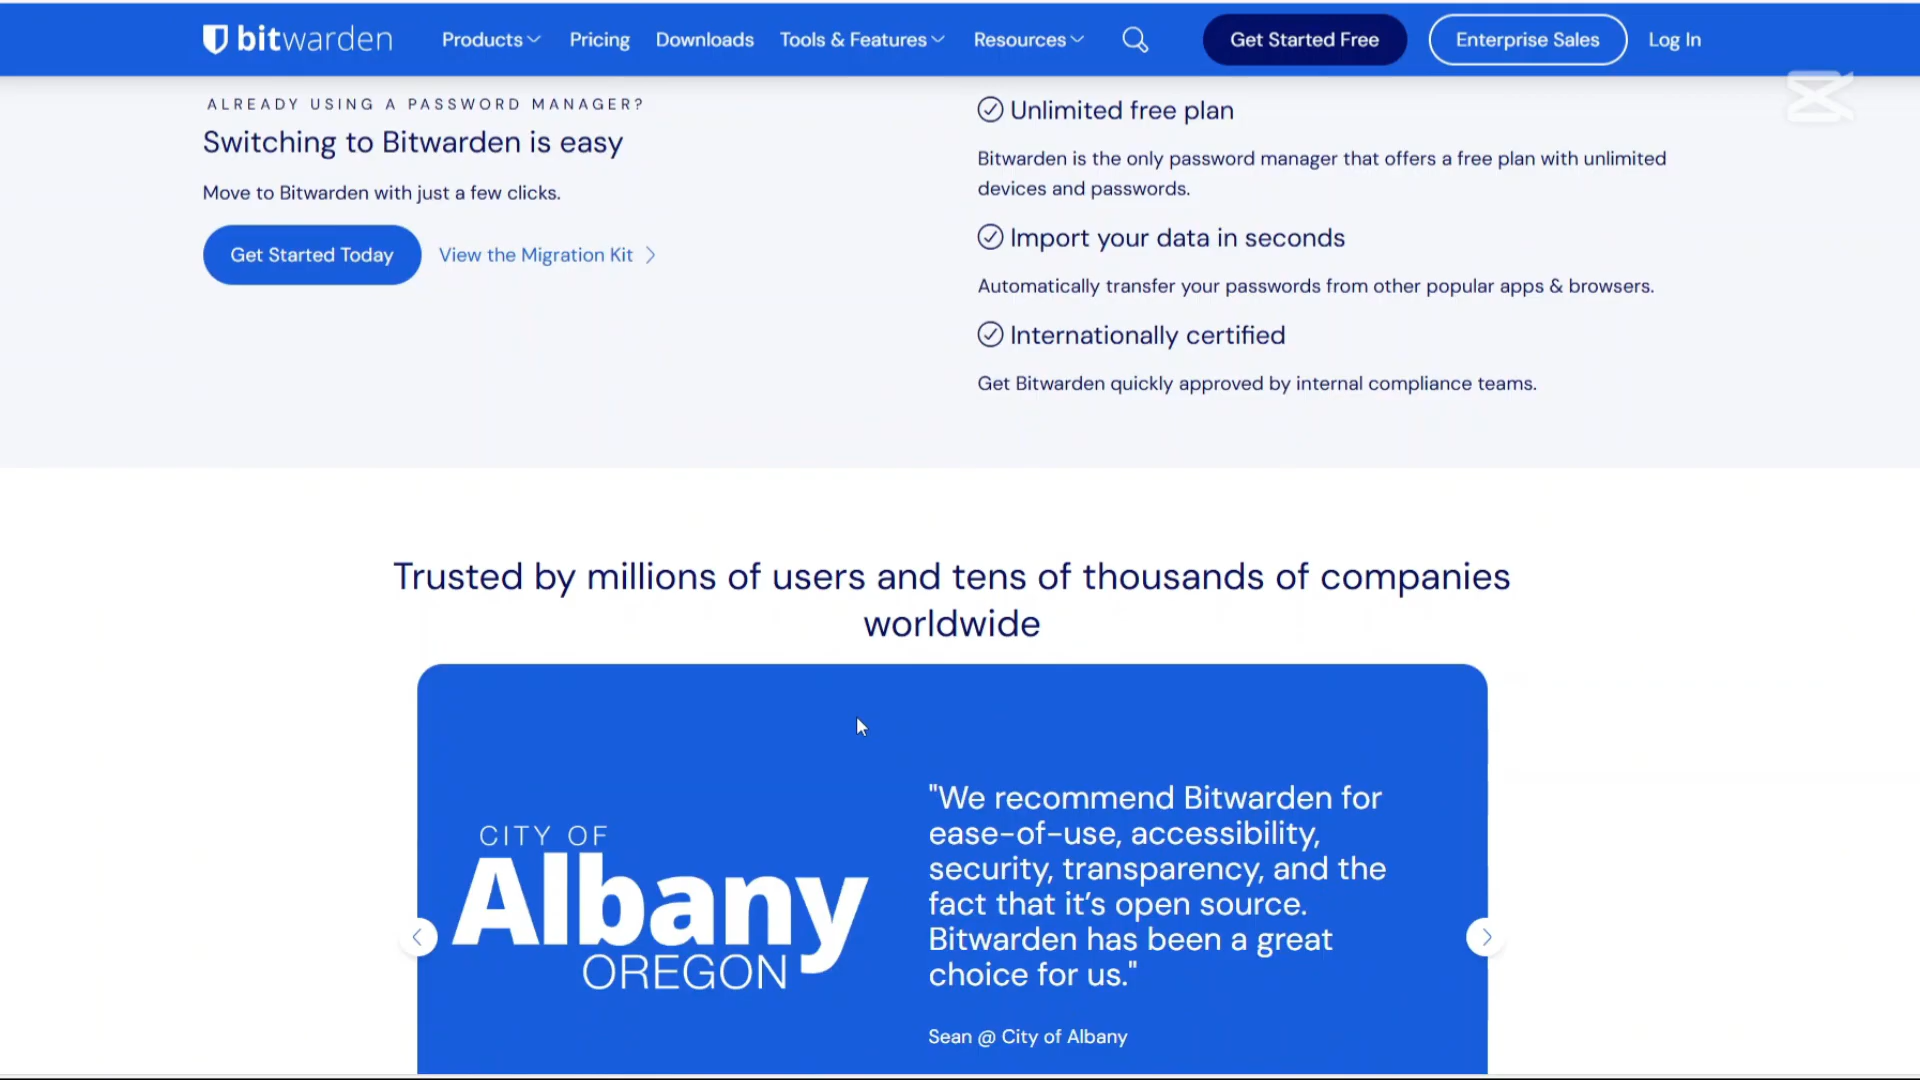 bitwarden Products Pricing Downloads Tools & Features Resources Get Started Free Enterprise Sales Log In
ALREADY USING A PASSWORD MANAGER?
Switching to Bitwarden is easy
Move to Bitwarden with just a few clicks.
Get Started Today View the Migration Kit
Unlimited free plan
Bitwarden is the only password manager that offers a free plan with unlimited
devices and passwords.
Import your data in seconds
Automatically transfer your passwords from other popular apps & browsers.
Internationally certified
Get Bitwarden quickly approved by internal compliance teams.
Trusted by millions of users and tens of thousands of companies
worldwide
CITY OF
Albany
OREGON
"We recommend Bitwarden for
ease-of-use, accessibility,
security, transparency, and the
fact that it’s open source.
Bitwarden has been a great
choice for us."
Sean @ City of Albany